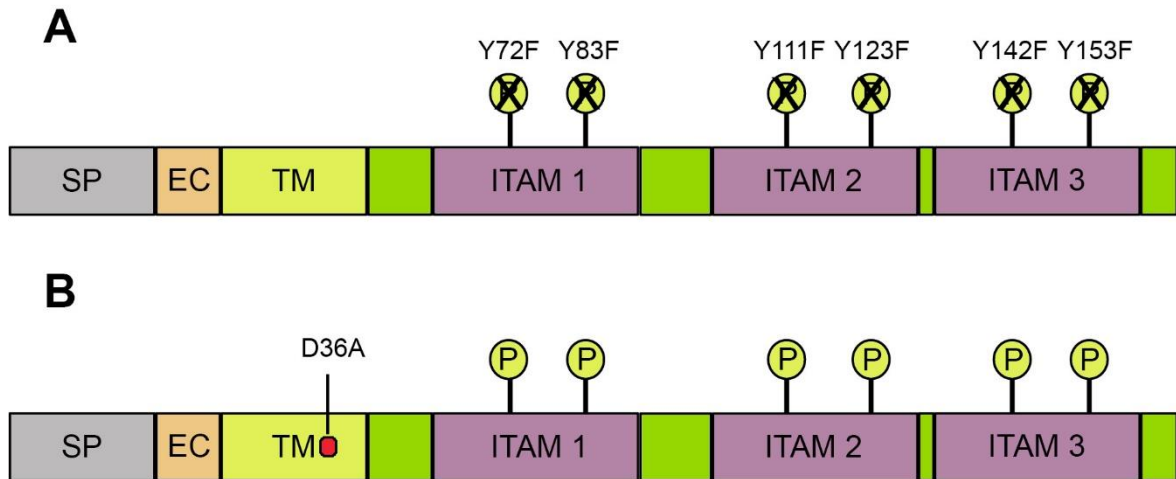 A
Y72F Y83F Y111F Y123F Y142F Y153F
P P P P P P
SP EC TM ITAM 1 ITAM 2 ITAM 3
B
D36A
P P P P P P
SP EC TM ITAM 1 ITAM 2 ITAM 3